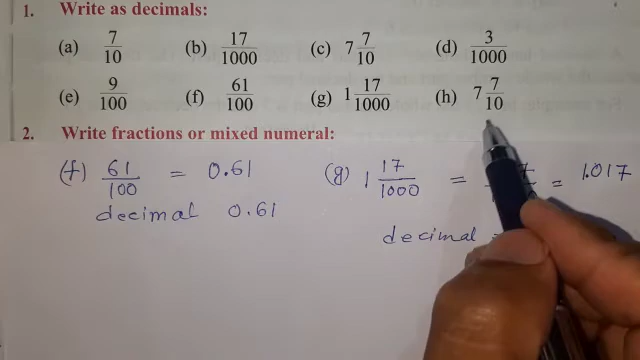 1. Write as decimals:
(a) 7/10 (b) 17/1000 (c) 7 7/10 (d) 3/1000
(e) 9/100 (f) 61/100 (g) 1 17/1000 (h) 7 7/10
2. Write fractions or mixed numeral:
(f) 61/100 = 0.61 (g) 1 17/1000 = = 1.017
decimal 0.61
decimal =